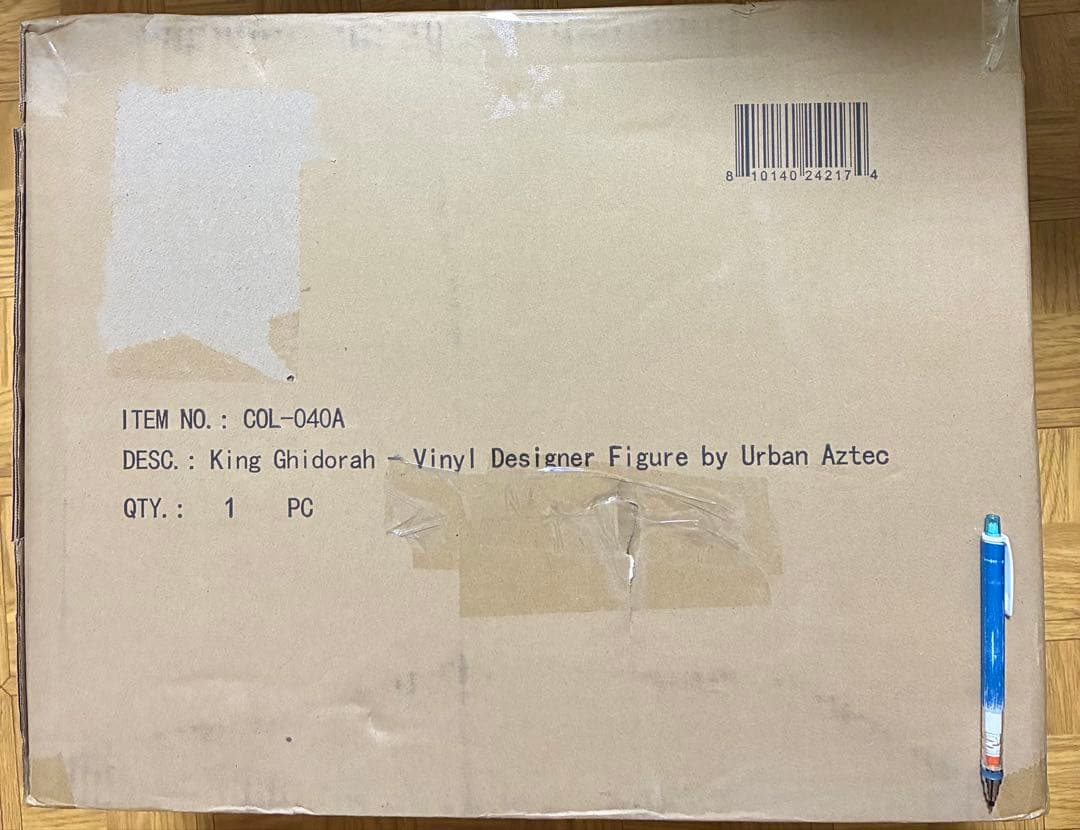 8 10140 24217 4
ITEM NO.: COL-040A
DESC.: King Ghidorah - Vinyl Designer Figure by Urban Aztec
QTY.: 1 PC